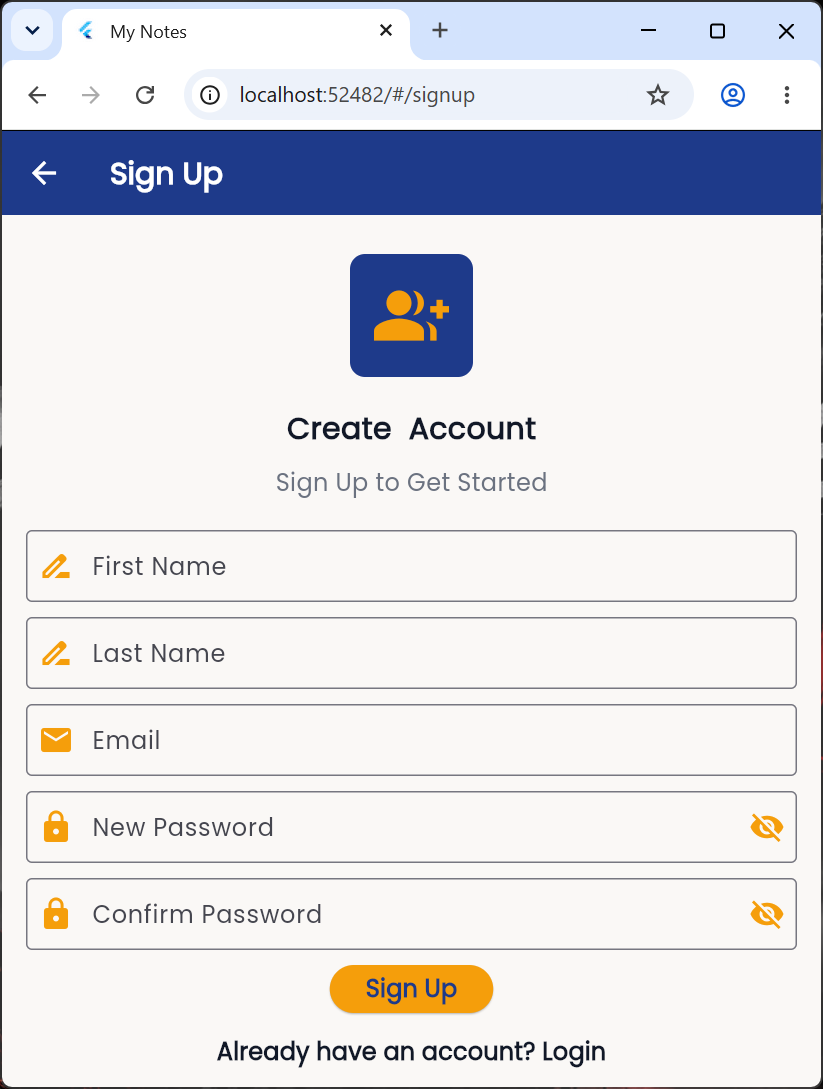 My Notes
localhost:52482/#/signup
Sign Up
Create  Account
Sign Up to Get Started
First Name
Last Name
Email
New Password
Confirm Password
Sign Up
Already have an account? Login